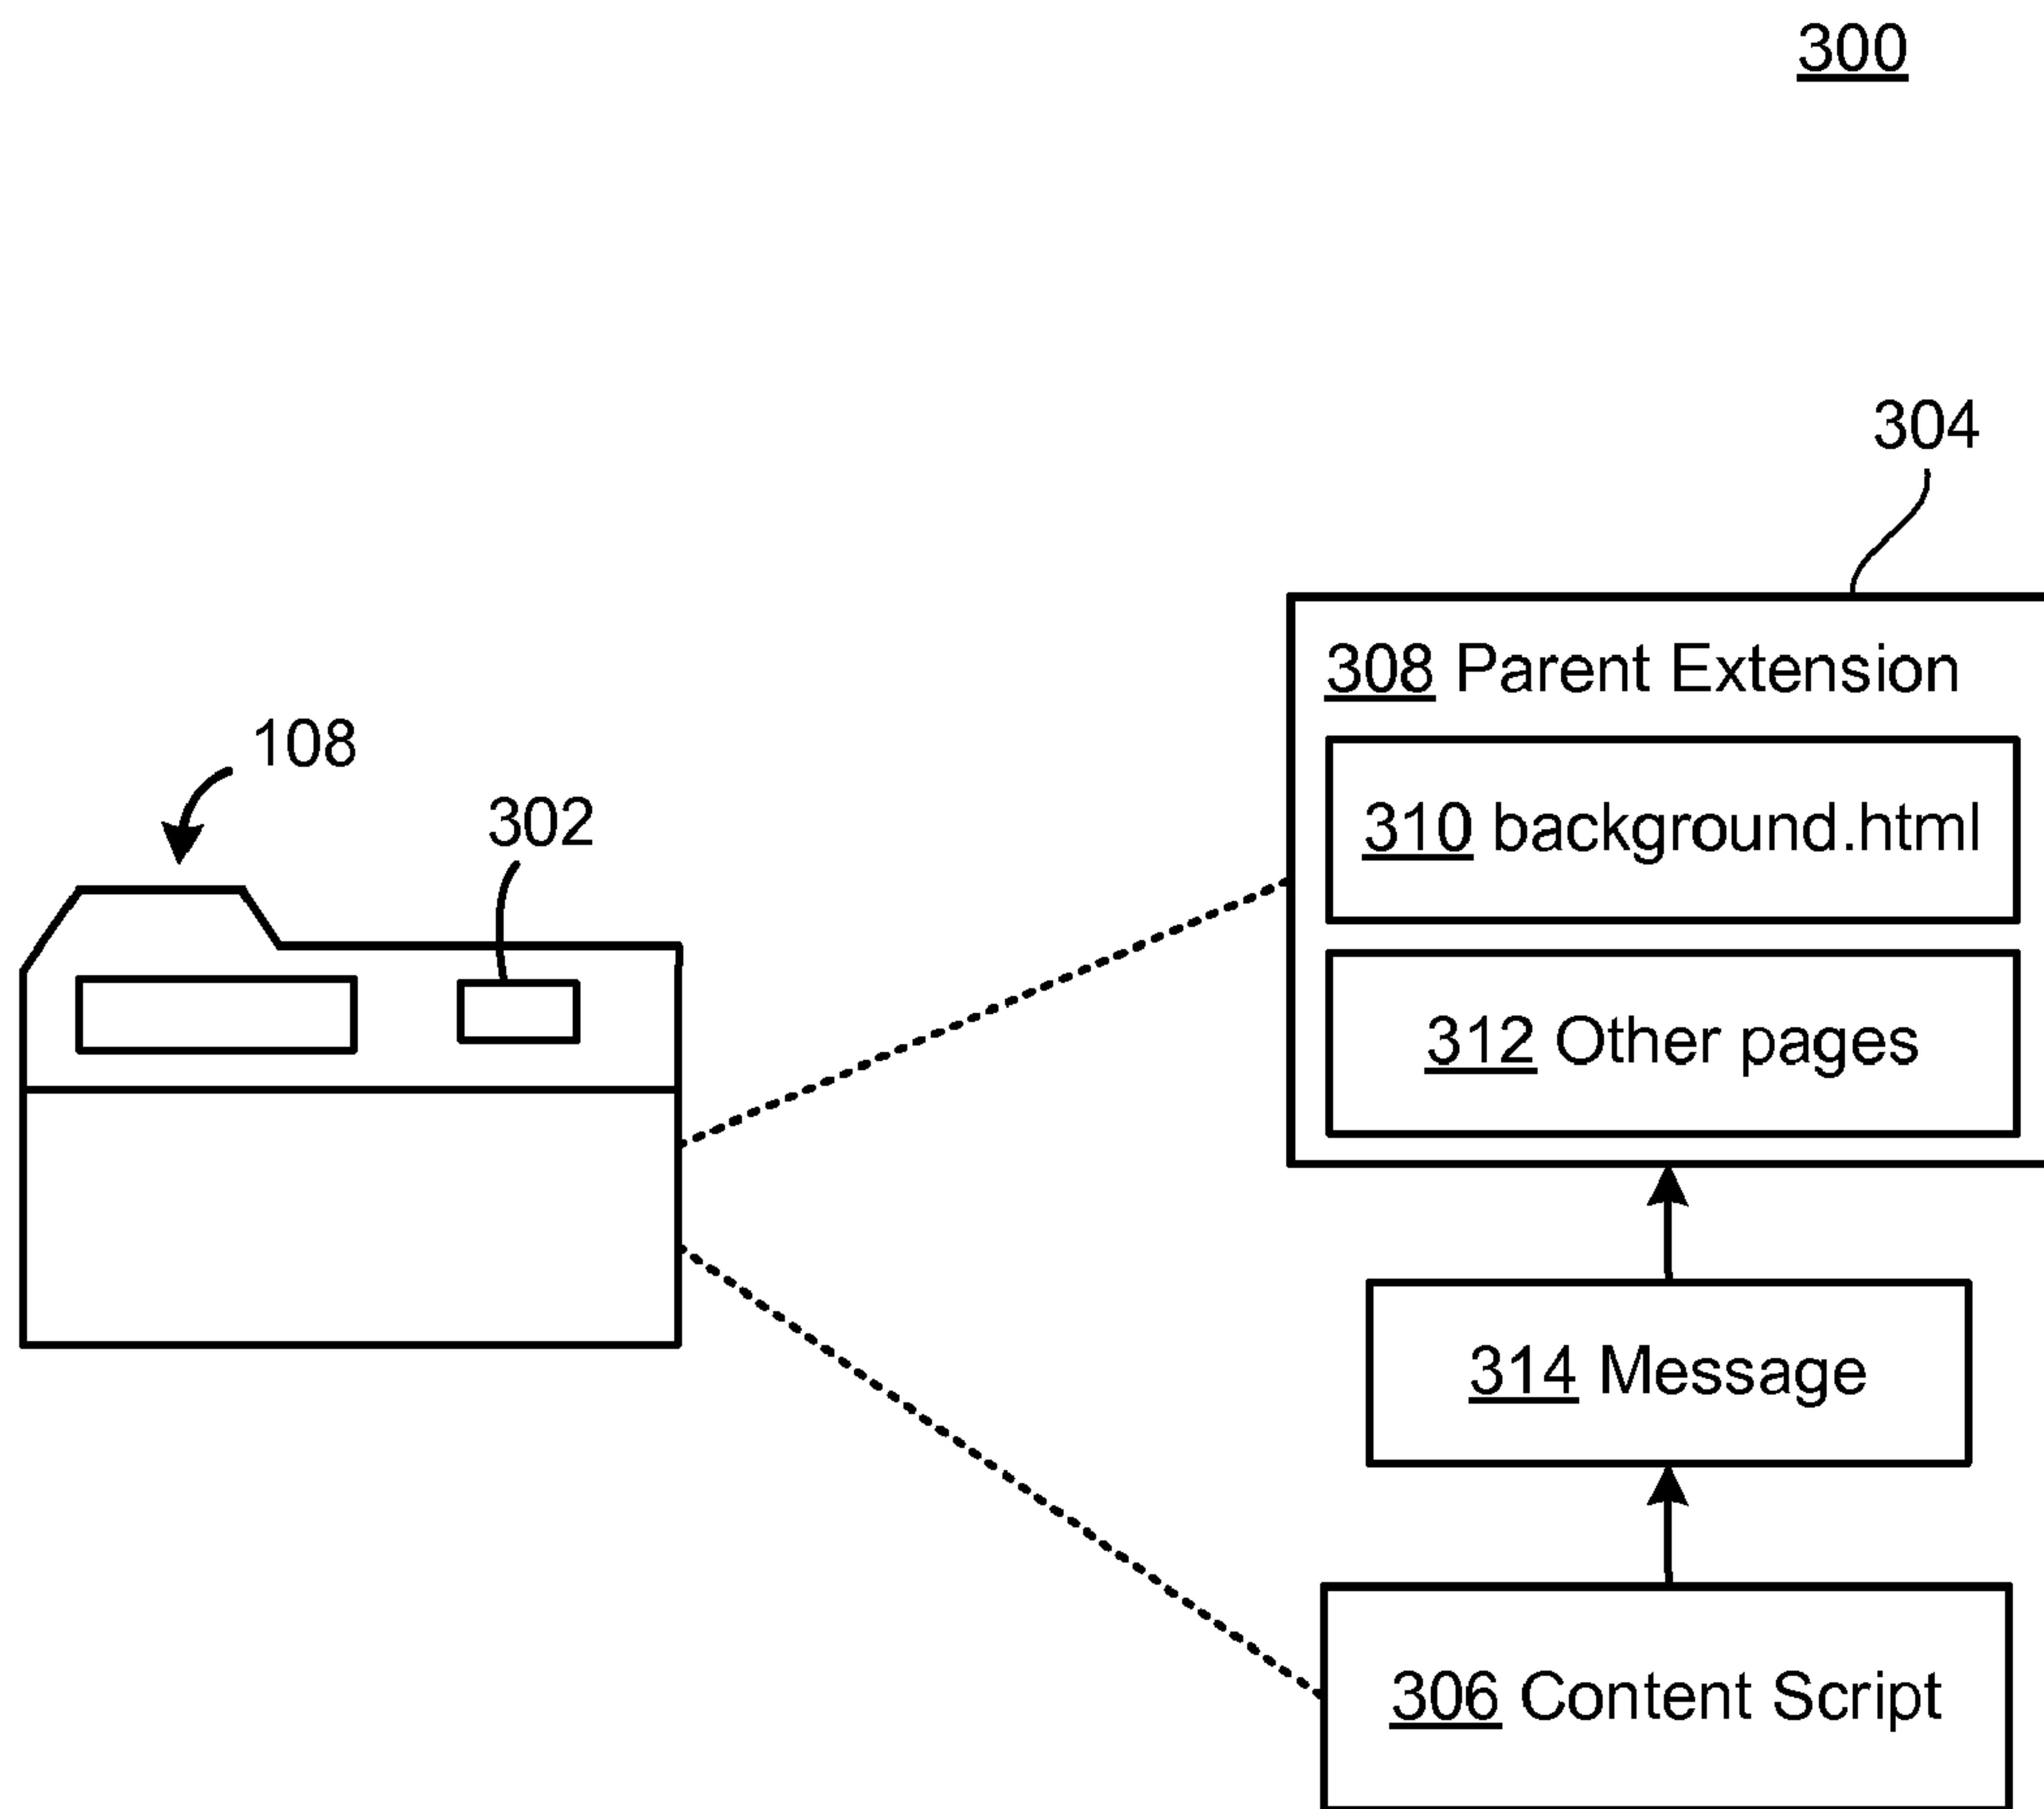 300
304
308 Parent Extension
108
302
310 background.html
312 Other pages
314 Message
306 Content Script